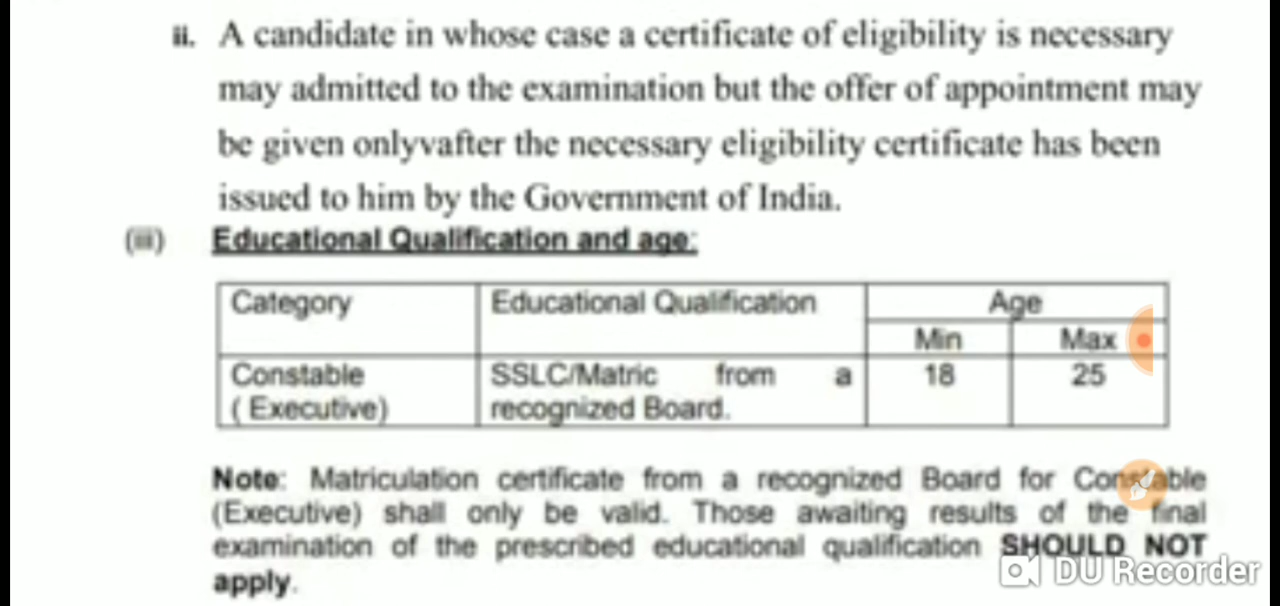 ii. A candidate in whose case a certificate of eligibility is necessary
may admitted to the examination but the offer of appointment may
be given onlyvafter the necessary eligibility certificate has been
issued to him by the Government of India.
(iii) Educational Qualification and age:
Category Educational Qualification Age
Min Max
Constable SSLC/Matric from a 18 25
( Executive) recognized Board.
Note: Matriculation certificate from a recognized Board for Constable
(Executive) shall only be valid. Those awaiting results of the final
examination of the prescribed educational qualification SHOULD NOT
apply.
DU Recorder